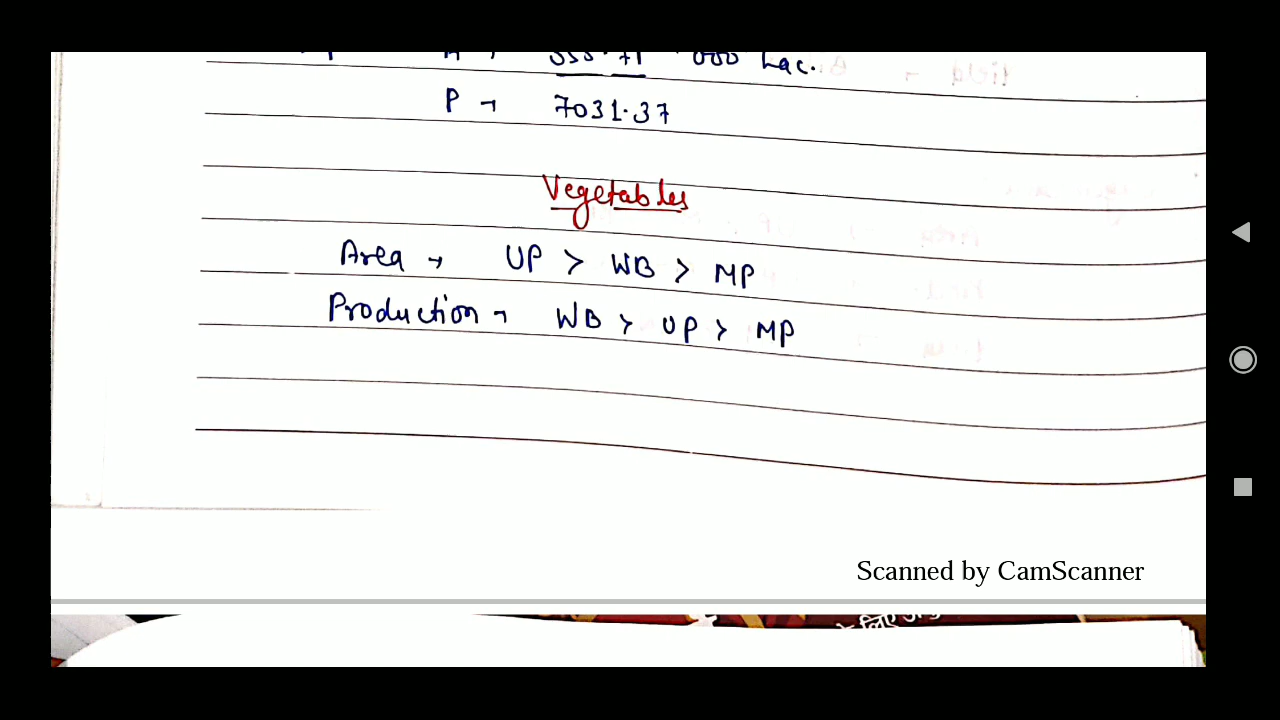 P → 7031.37
Vegetables
Area → UP > WB > MP
Production → WB > UP > MP
Scanned by CamScanner
के लिए